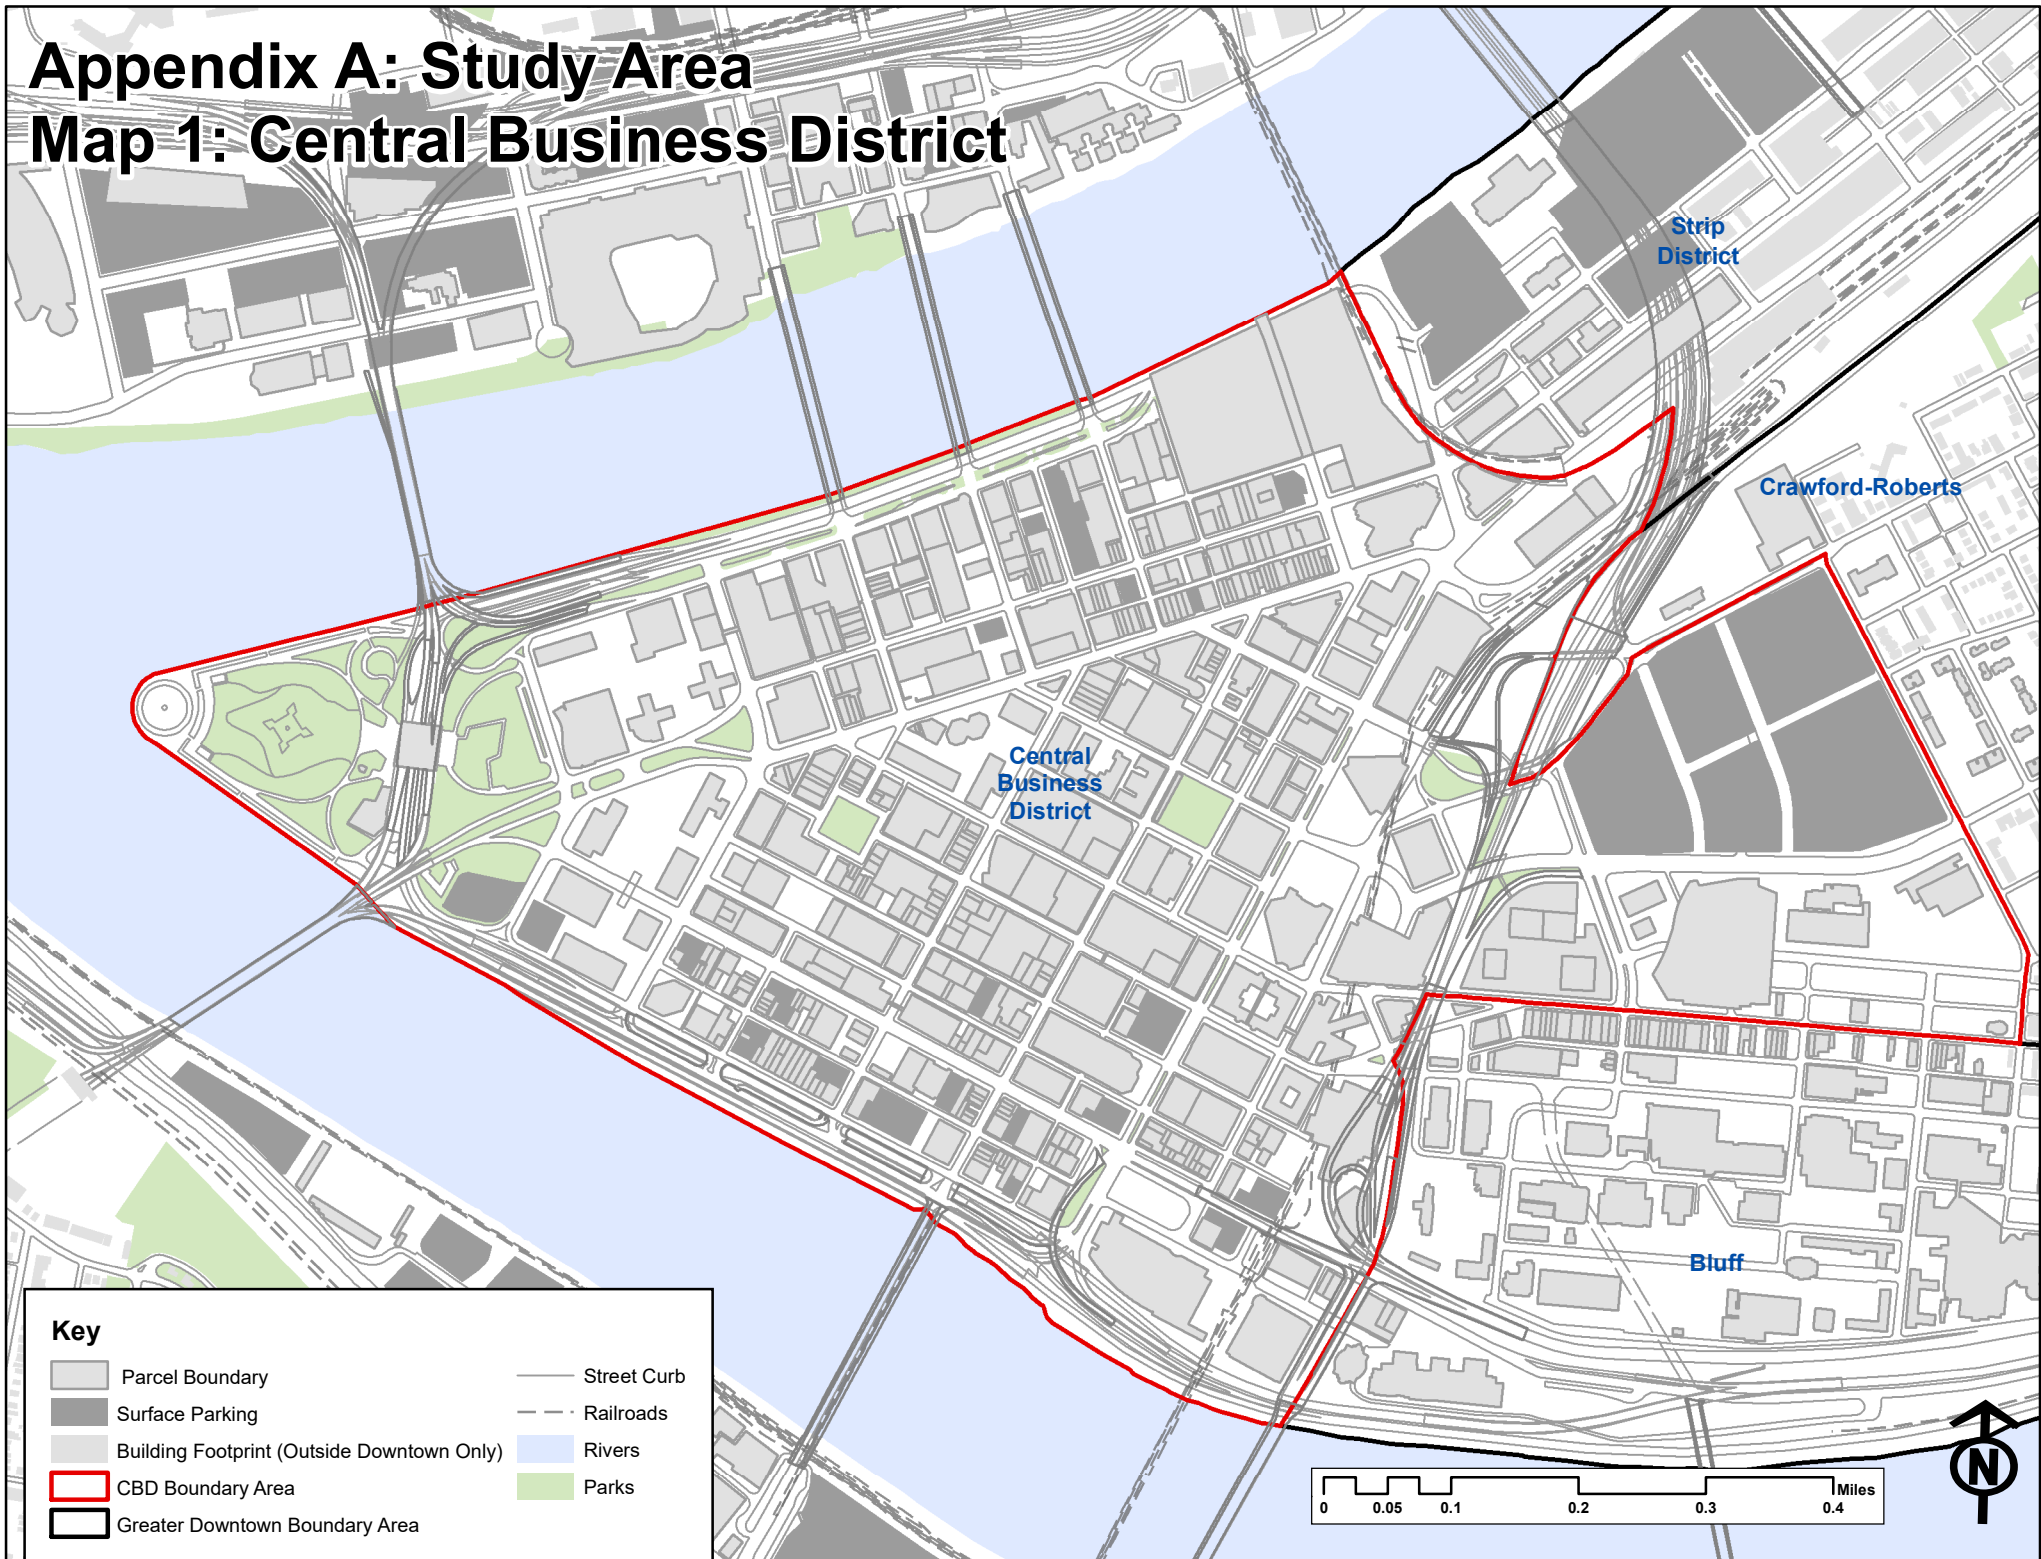 Appendix A: Study Area
Map 1: Central Business District
Strip
District
Crawford-Roberts
Central
Business
District
Bluff
Key
Parcel Boundary
Surface Parking
Building Footprint (Outside Downtown Only)
CBD Boundary Area
Greater Downtown Boundary Area
Street Curb
Railroads
Rivers
Parks
Miles
0 0.05 0.1 0.2 0.3 0.4
N